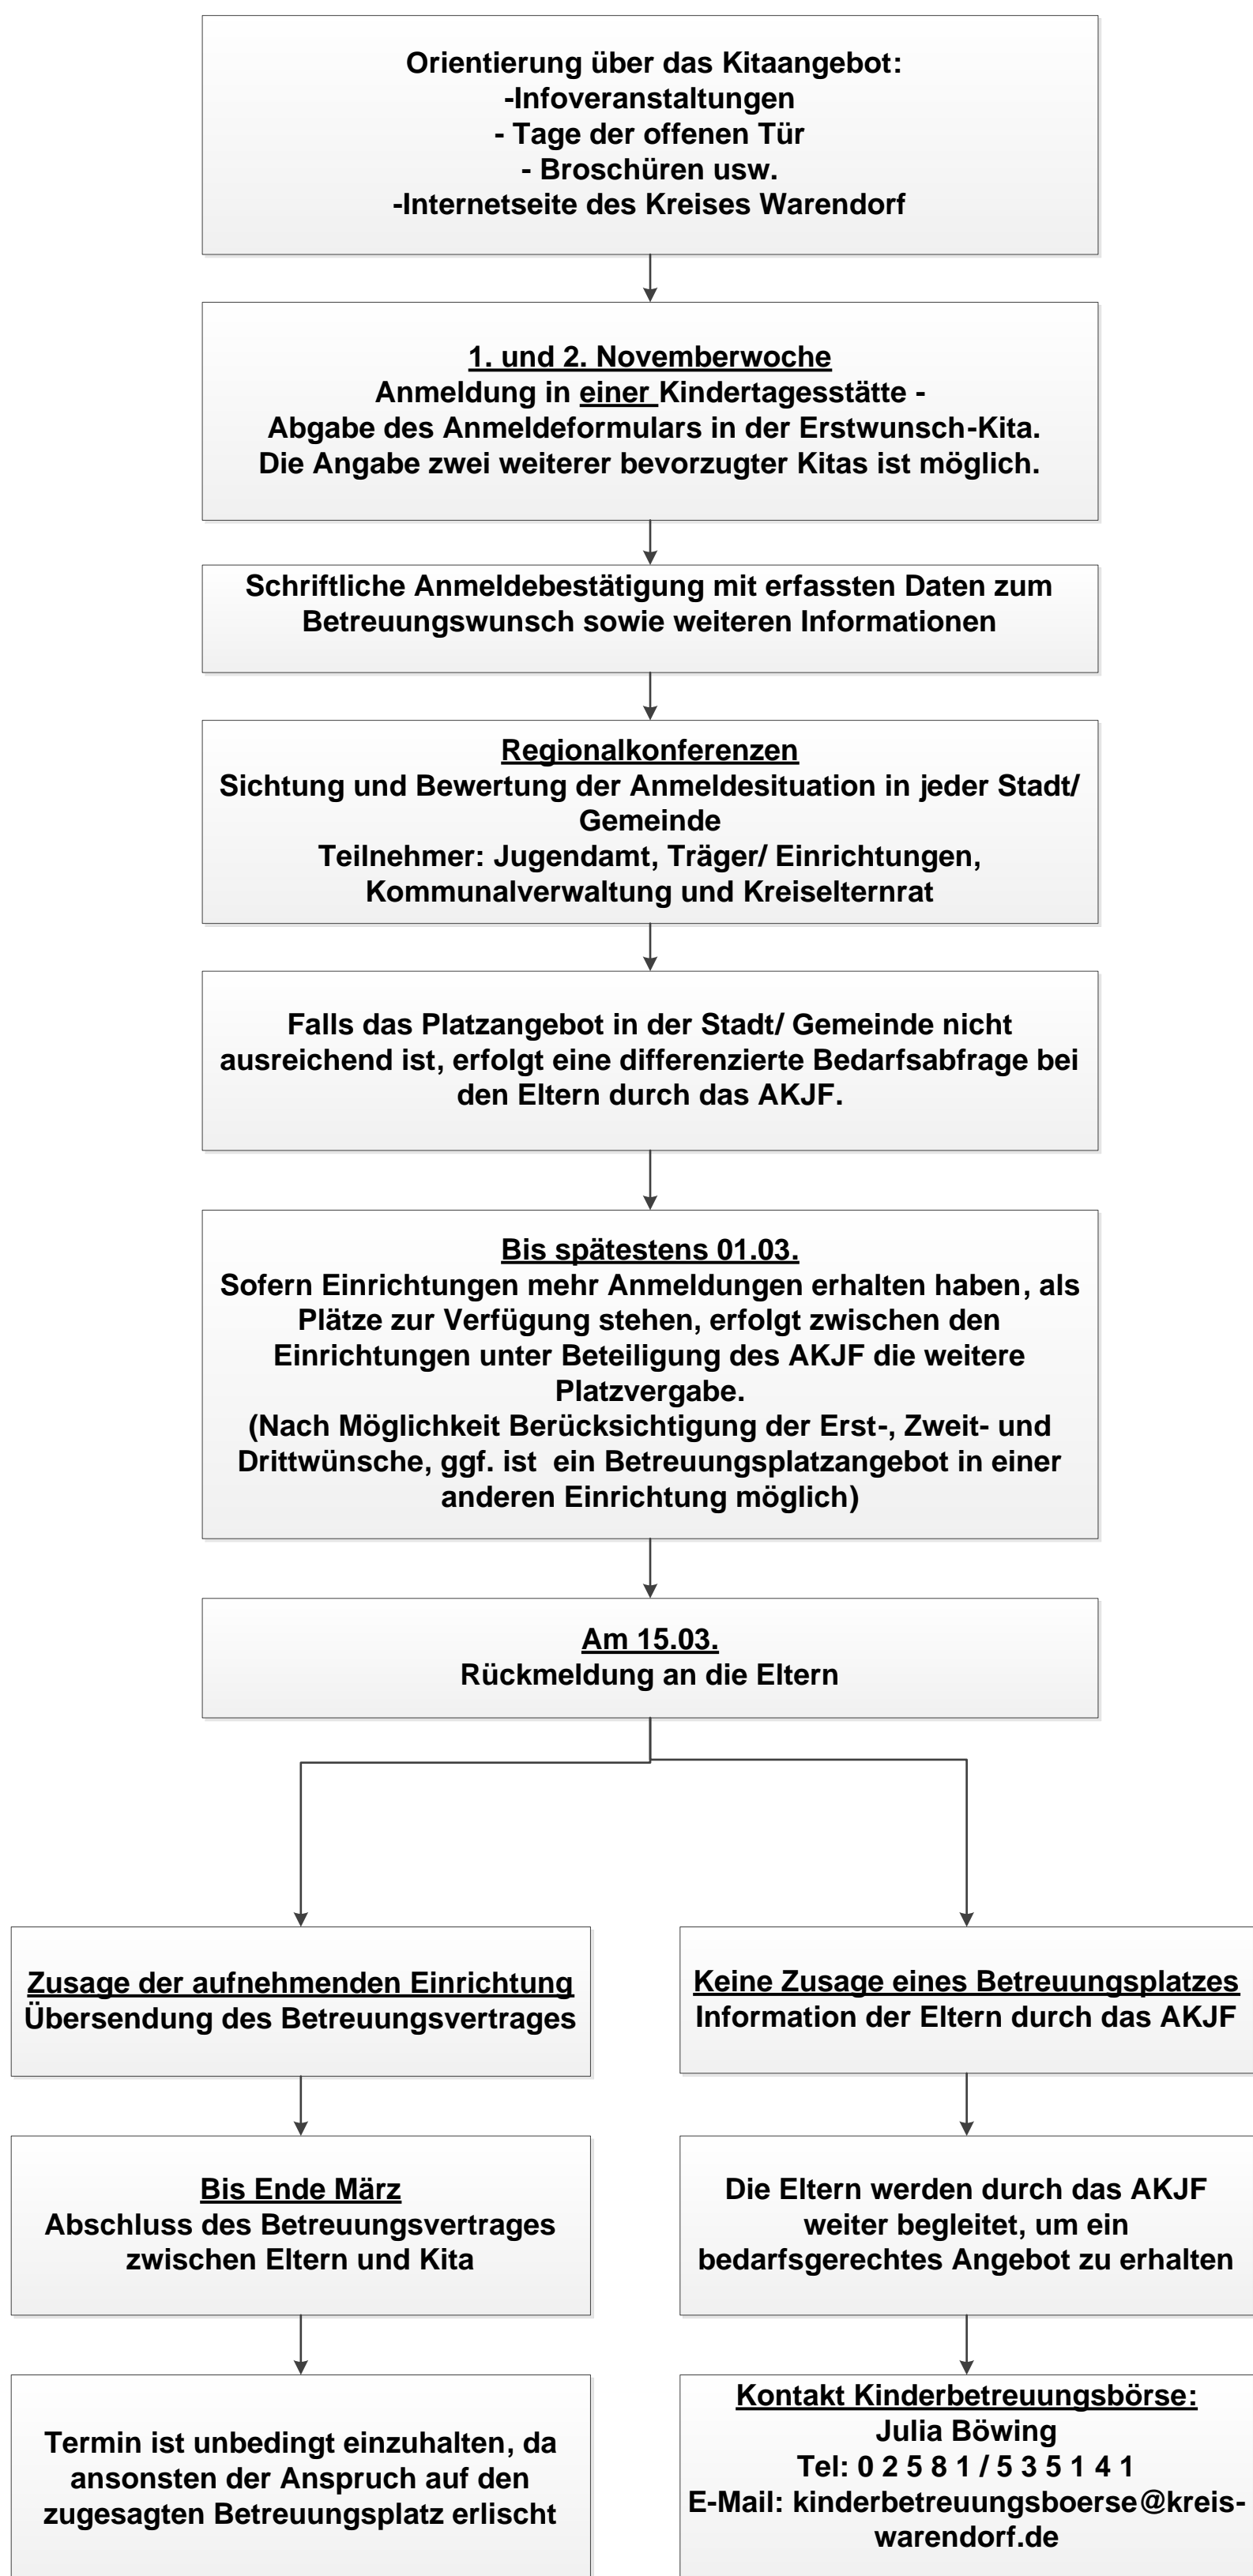 Orientierung über das Kitaangebot:
-Infoveranstaltungen
- Tage der offenen Tür
- Broschüren usw.
-Internetseite des Kreises Warendorf
1. und 2. Novemberwoche
Anmeldung in einer Kindertagesstätte -
Abgabe des Anmeldeformulars in der Erstwunsch-Kita.
Die Angabe zwei weiterer bevorzugter Kitas ist möglich.
Schriftliche Anmeldebestätigung mit erfassten Daten zum
Betreuungswunsch sowie weiteren Informationen
Regionalkonferenzen
Sichtung und Bewertung der Anmeldesituation in jeder Stadt/
Gemeinde
Teilnehmer: Jugendamt, Träger/ Einrichtungen,
Kommunalverwaltung und Kreiselternrat
Falls das Platzangebot in der Stadt/ Gemeinde nicht
ausreichend ist, erfolgt eine differenzierte Bedarfsabfrage bei
den Eltern durch das AKJF.
Bis spätestens 01.03.
Sofern Einrichtungen mehr Anmeldungen erhalten haben, als
Plätze zur Verfügung stehen, erfolgt zwischen den
Einrichtungen unter Beteiligung des AKJF die weitere
Platzvergabe.
(Nach Möglichkeit Berücksichtigung der Erst-, Zweit- und
Drittwünsche, ggf. ist  ein Betreuungsplatzangebot in einer
anderen Einrichtung möglich)
Am 15.03.
Rückmeldung an die Eltern
Zusage der aufnehmenden Einrichtung
Übersendung des Betreuungsvertrages
Bis Ende März
Abschluss des Betreuungsvertrages
zwischen Eltern und Kita
Termin ist unbedingt einzuhalten, da
ansonsten der Anspruch auf den
zugesagten Betreuungsplatz erlischt
Keine Zusage eines Betreuungsplatzes
Information der Eltern durch das AKJF
Die Eltern werden durch das AKJF
weiter begleitet, um ein
bedarfsgerechtes Angebot zu erhalten
Kontakt Kinderbetreuungsbörse:
Julia Böwing
Tel: 0 2 5 8 1 / 5 3 5 1 4 1
E-Mail: kinderbetreuungsboerse@kreis-
warendorf.de